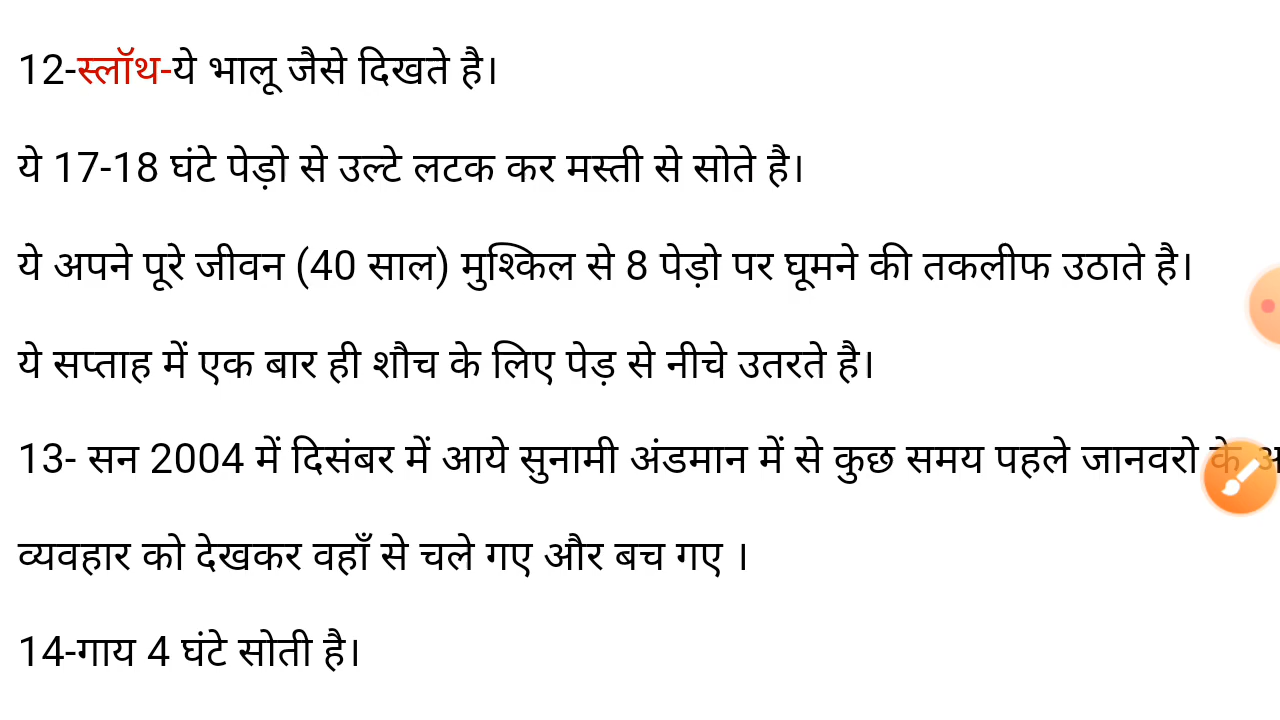 12-स्लॉथ-ये भालू जैसे दिखते है।
ये 17-18 घंटे पेड़ो से उल्टे लटक कर मस्ती से सोते है।
ये अपने पूरे जीवन (40 साल) मुश्किल से 8 पेड़ो पर घूमने की तकलीफ उठाते है।
ये सप्ताह में एक बार ही शौच के लिए पेड़ से नीचे उतरते है।
13- सन 2004 में दिसंबर में आये सुनामी अंडमान में से कुछ समय पहले जानवरो के
व्यवहार को देखकर वहाँ से चले गए और बच गए ।
14-गाय 4 घंटे सोती है।